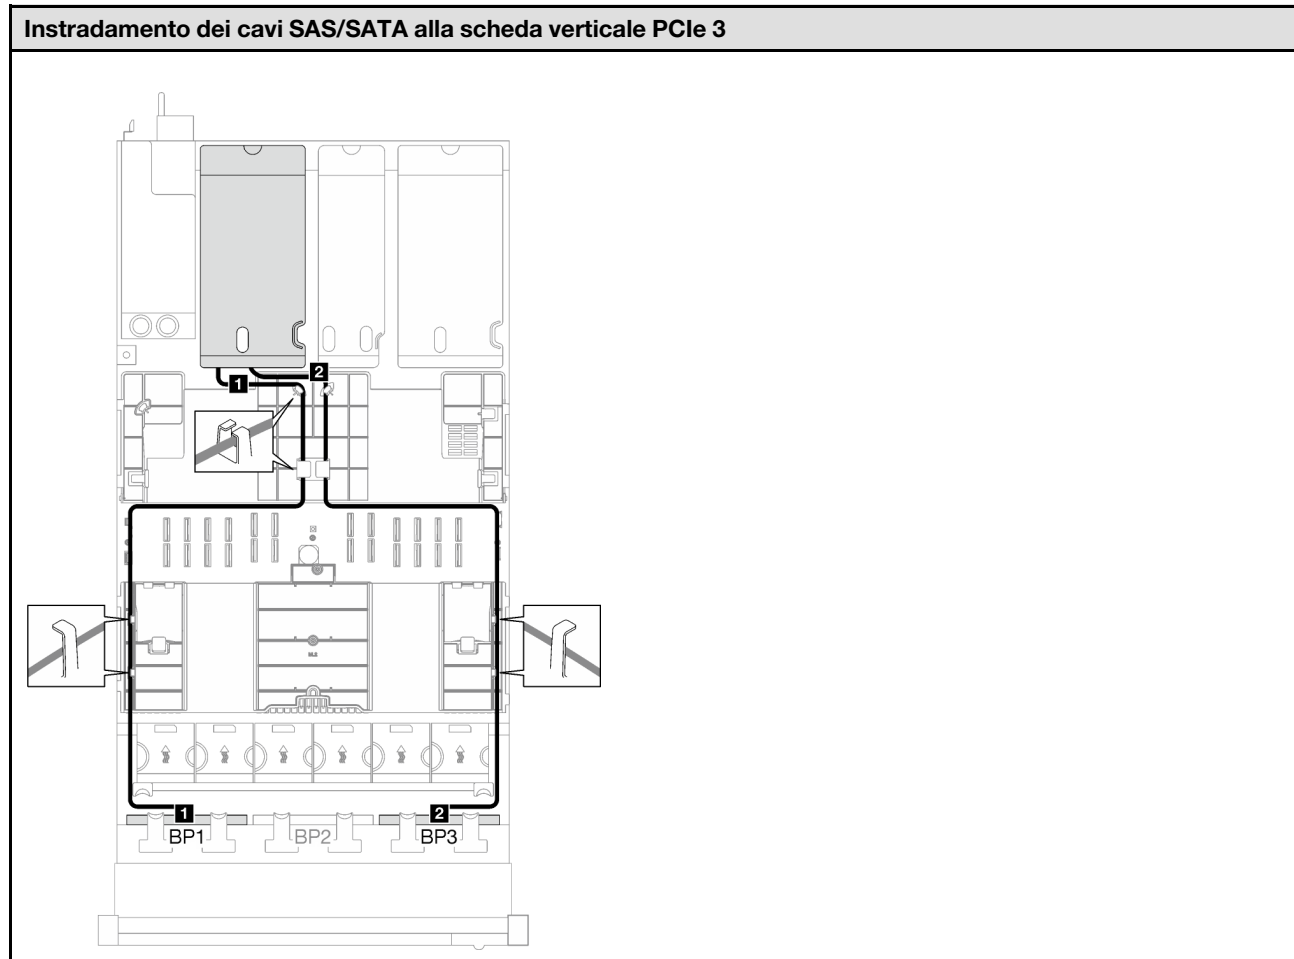 Instradamento dei cavi SAS/SATA alla scheda verticale PCIe 3
2
1
1
2
BP1
BP2
BP3